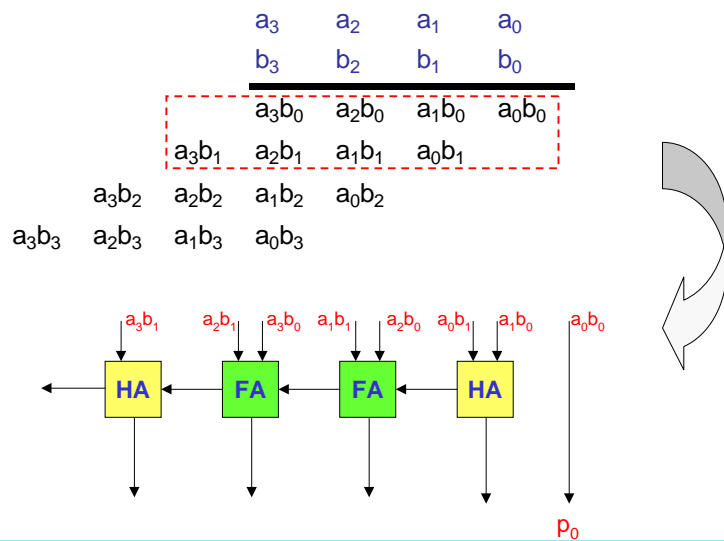 a₃ a₂ a₁ a₀
b₃ b₂ b₁ b₀
a₃b₀ a₂b₀ a₁b₀ a₀b₀
a₃b₁ a₂b₁ a₁b₁ a₀b₁
a₃b₂ a₂b₂ a₁b₂ a₀b₂
a₃b₃ a₂b₃ a₁b₃ a₀b₃
a₃b₁ a₂b₁ a₃b₀ a₁b₁ a₂b₀ a₀b₁ a₁b₀ a₀b₀
HA FA FA HA
p₀